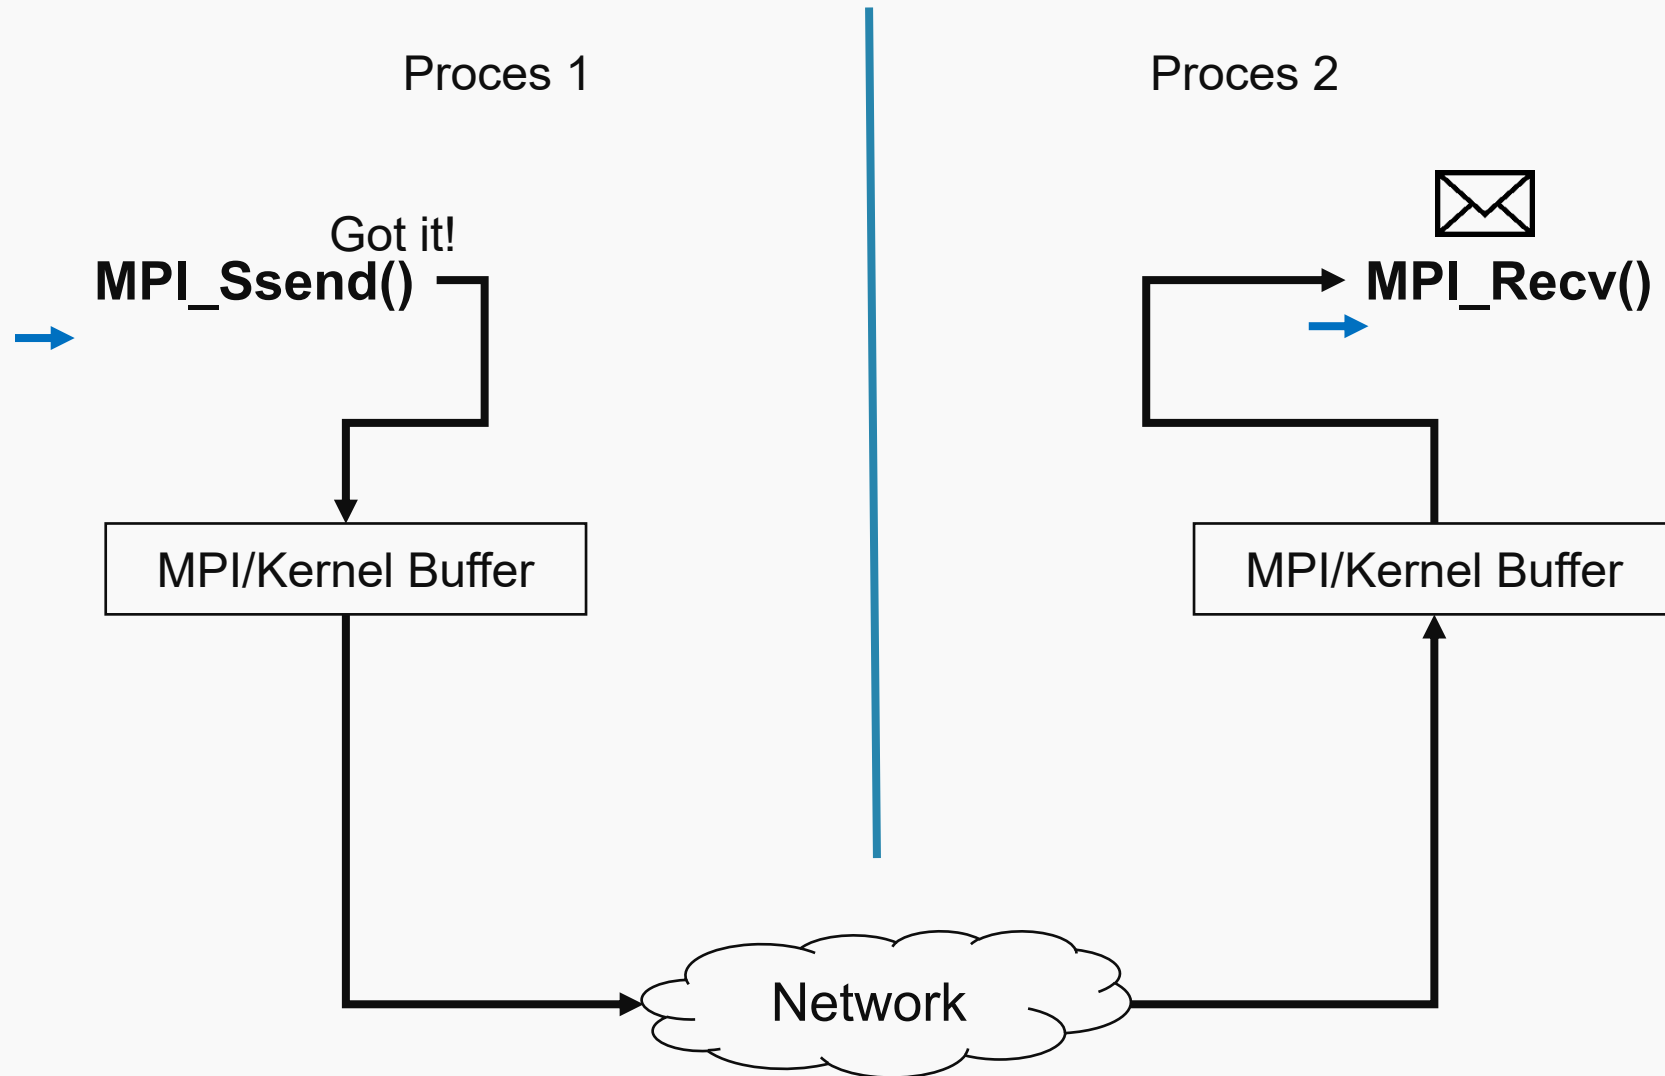 Proces 1
Proces 2
Got it!
MPI_Ssend()
MPI_Recv()
MPI/Kernel Buffer
MPI/Kernel Buffer
Network